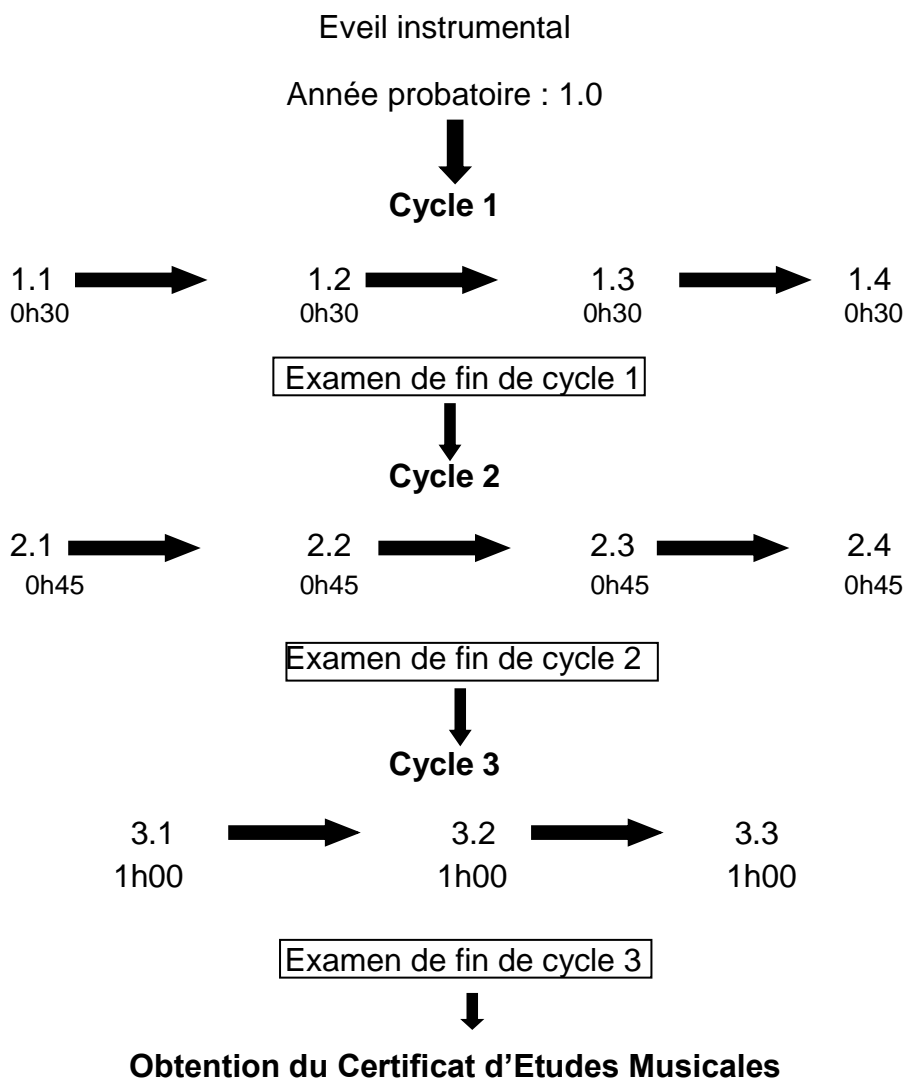 Eveil instrumental
Année probatoire : 1.0
Cycle 1
1.1 1.2 1.3 1.4
0h30 0h30 0h30 0h30
Examen de fin de cycle 1
Cycle 2
2.1 2.2 2.3 2.4
0h45 0h45 0h45 0h45
Examen de fin de cycle 2
Cycle 3
3.1 3.2 3.3
1h00 1h00 1h00
Examen de fin de cycle 3
Obtention du Certificat d’Etudes Musicales